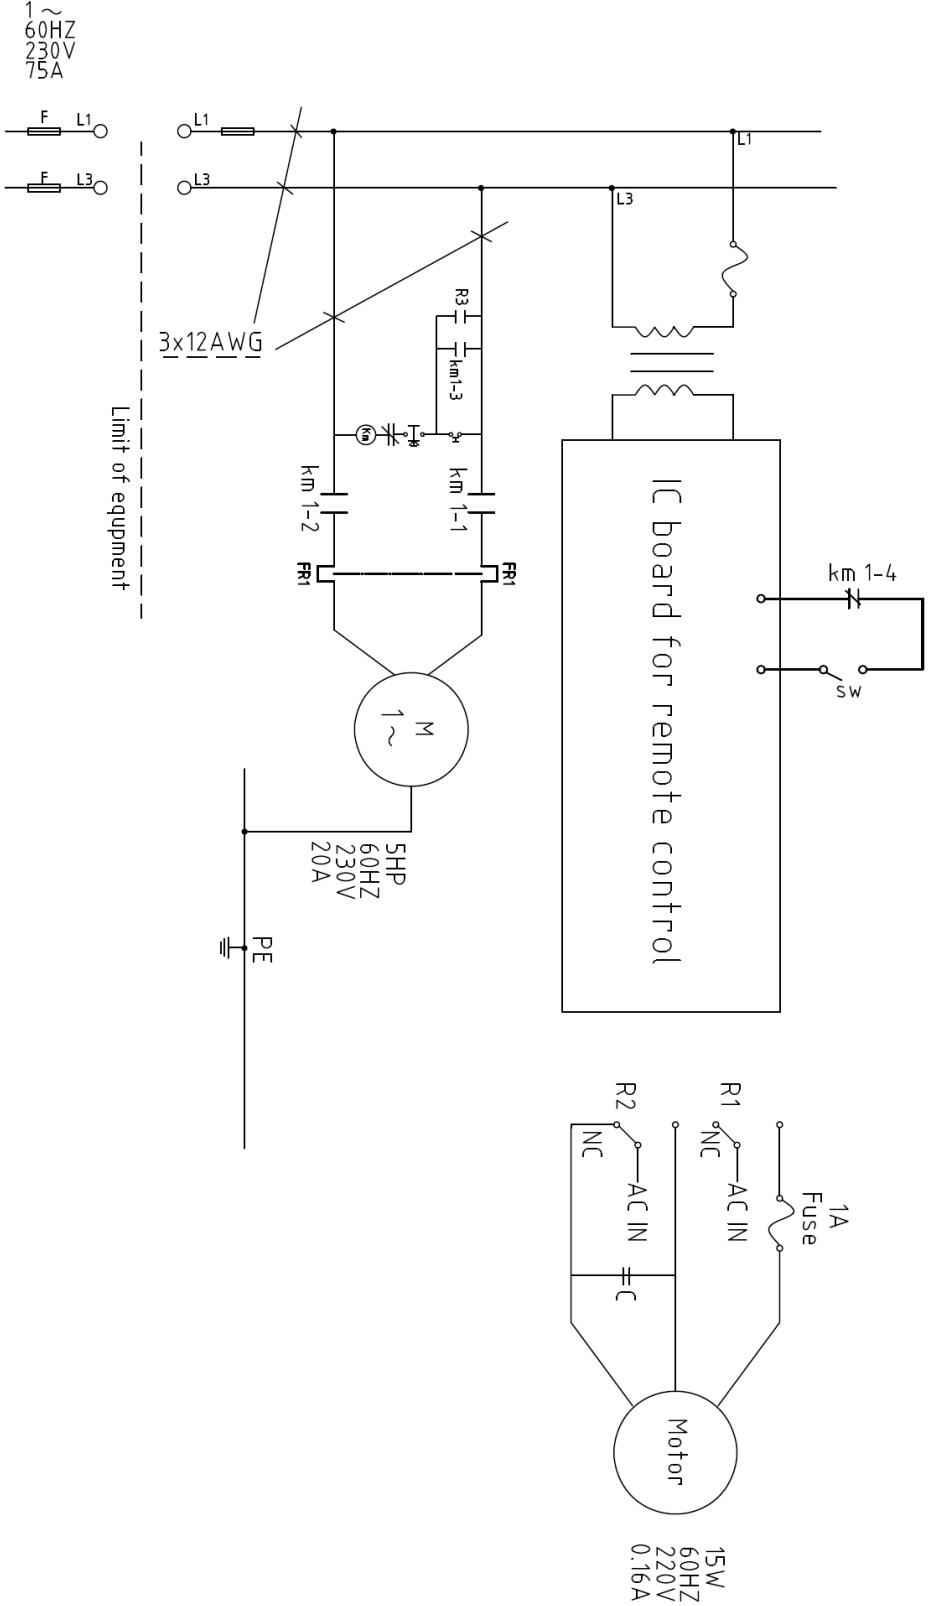 1 ~
60HZ
230V
75A
F
L1
L1
L1
F
L3
L3
L3
R3
3x12AWG
km1-3
Limit of equpment
Km
km 1-2
km 1-1
FR1
FR1
IC board for remote control
km 1-4
SW
M
1 ~
5HP
60HZ
230V
20A
PE
R2
R1
NC
NC
AC IN
AC IN
1A
Fuse
C
Motor
15W
60HZ
220V
0.16A